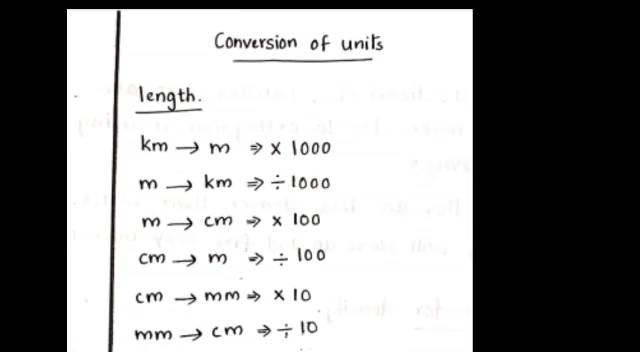 Conversion of units
length.
km → m ⇒ x 1000
m → km ⇒ ÷ 1000
m → cm ⇒ x 100
cm → m ⇒ ÷ 100
cm → mm ⇒ x 10
mm → cm ⇒ ÷ 10